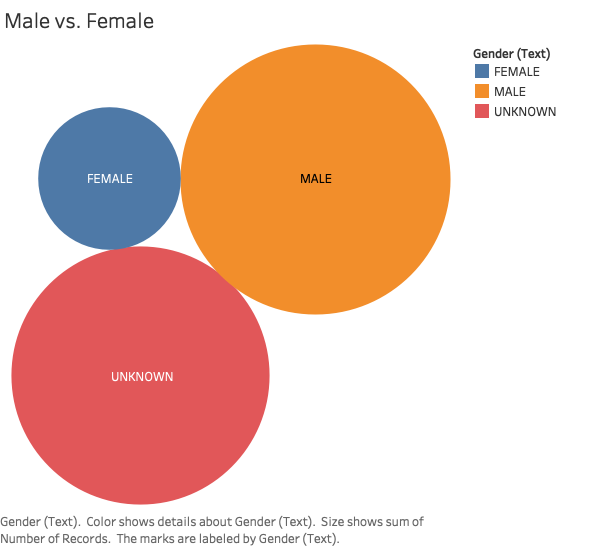 Male vs. Female
Gender (Text)
FEMALE
MALE
UNKNOWN
FEMALE
MALE
UNKNOWN
Gender (Text).  Color shows details about Gender (Text).  Size shows sum of
Number of Records.  The marks are labeled by Gender (Text).